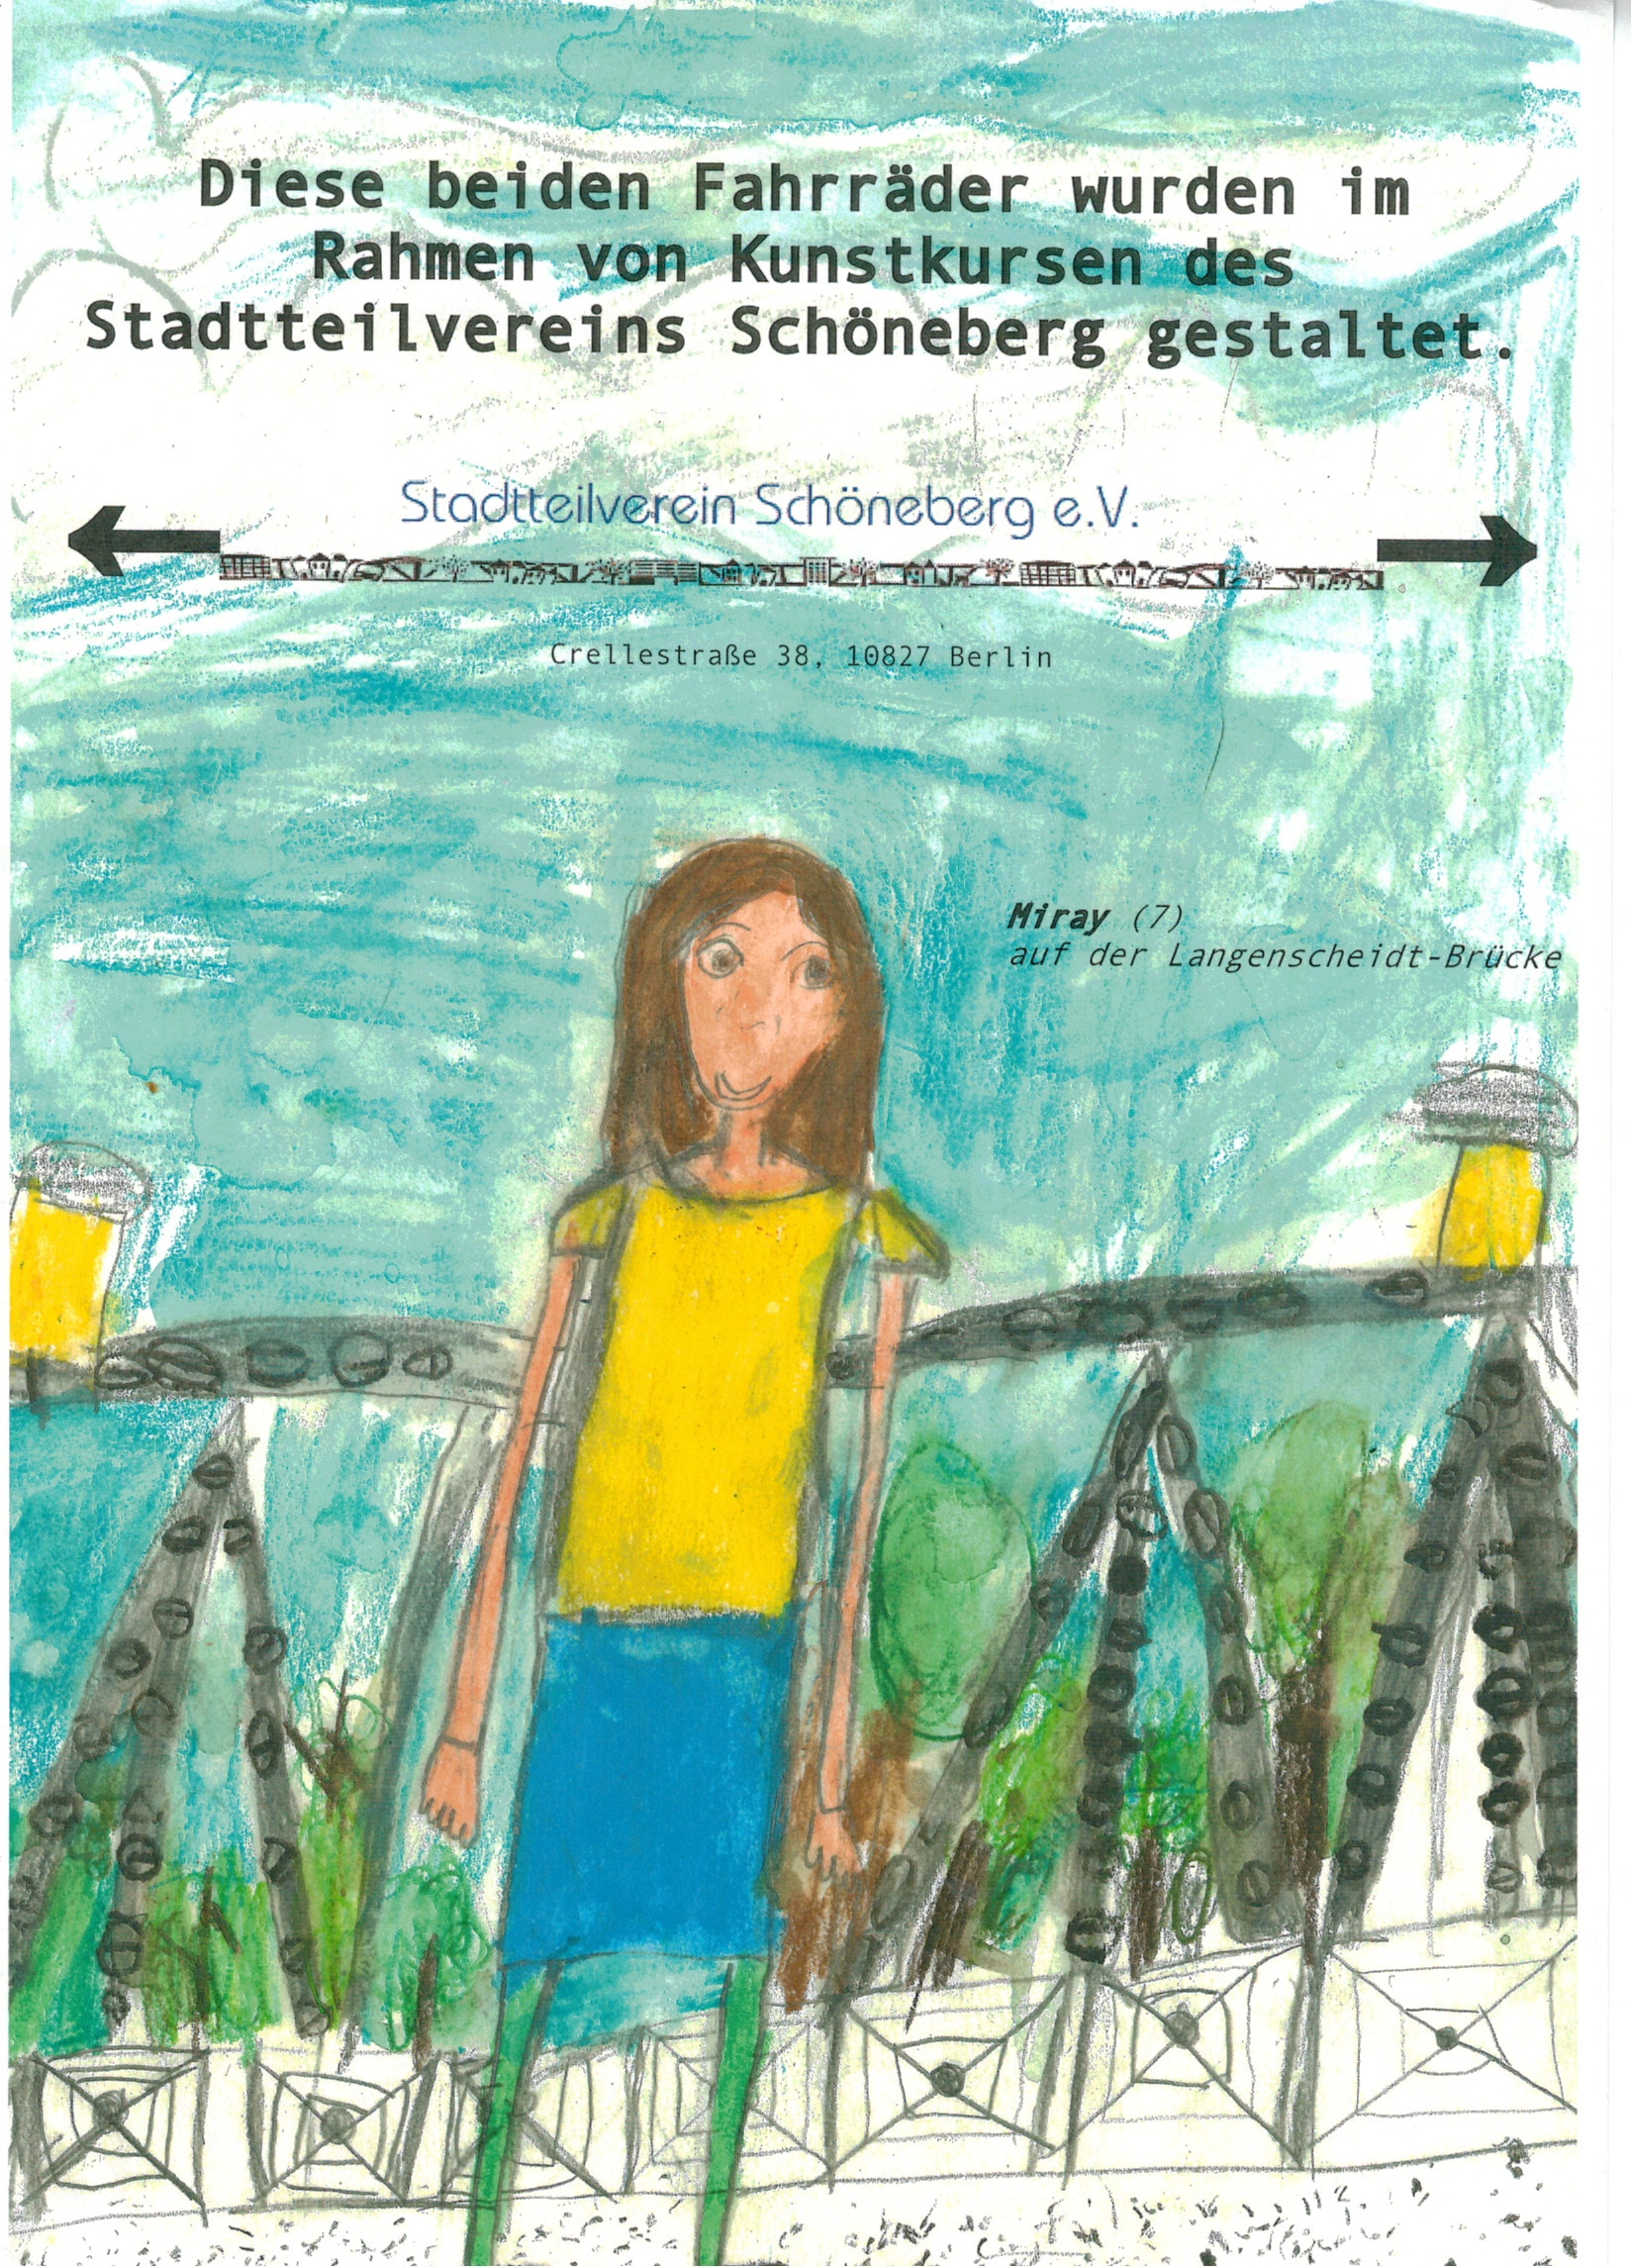 Diese beiden Fahrräder wurden im
Rahmen von Kunstkursen des
Stadtteilvereins Schöneberg gestaltet.
Stadtteilverein Schöneberg e.V.
Crellestraße 38, 10827 Berlin
Miray (7)
auf der Langenscheidt-Brücke